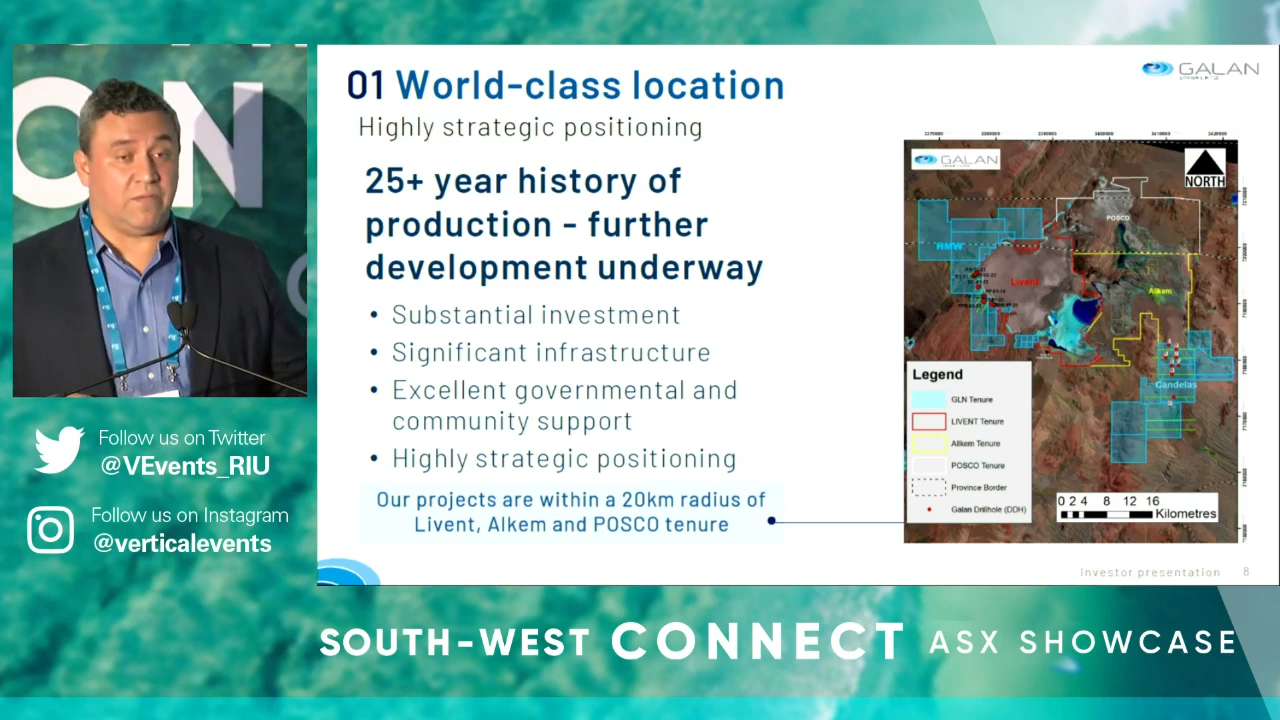 ON
Follow us on Twitter
@VEvents_RIU
Follow us on Instagram
@verticalevents
01 World-class location
Highly strategic positioning
25+ year history of
production - further
development underway
• Substantial investment
• Significant infrastructure
• Excellent governmental and
community support
• Highly strategic positioning
Our projects are within a 20km radius of
Livent, Alkem and POSCO tenure
GALAN
GALAN
NORTH
POSCO
HMW
Livent
Allkem
Candelas
Legend
GLN Tenure
LIVENT Tenure
Allkem Tenure
POSCO Tenure
Province Border
Galan Drillhole (DDH)
0 2 4 8 12 16
Kilometres
Investor presentation 8
SOUTH-WEST CONNECT ASX SHOWCASE